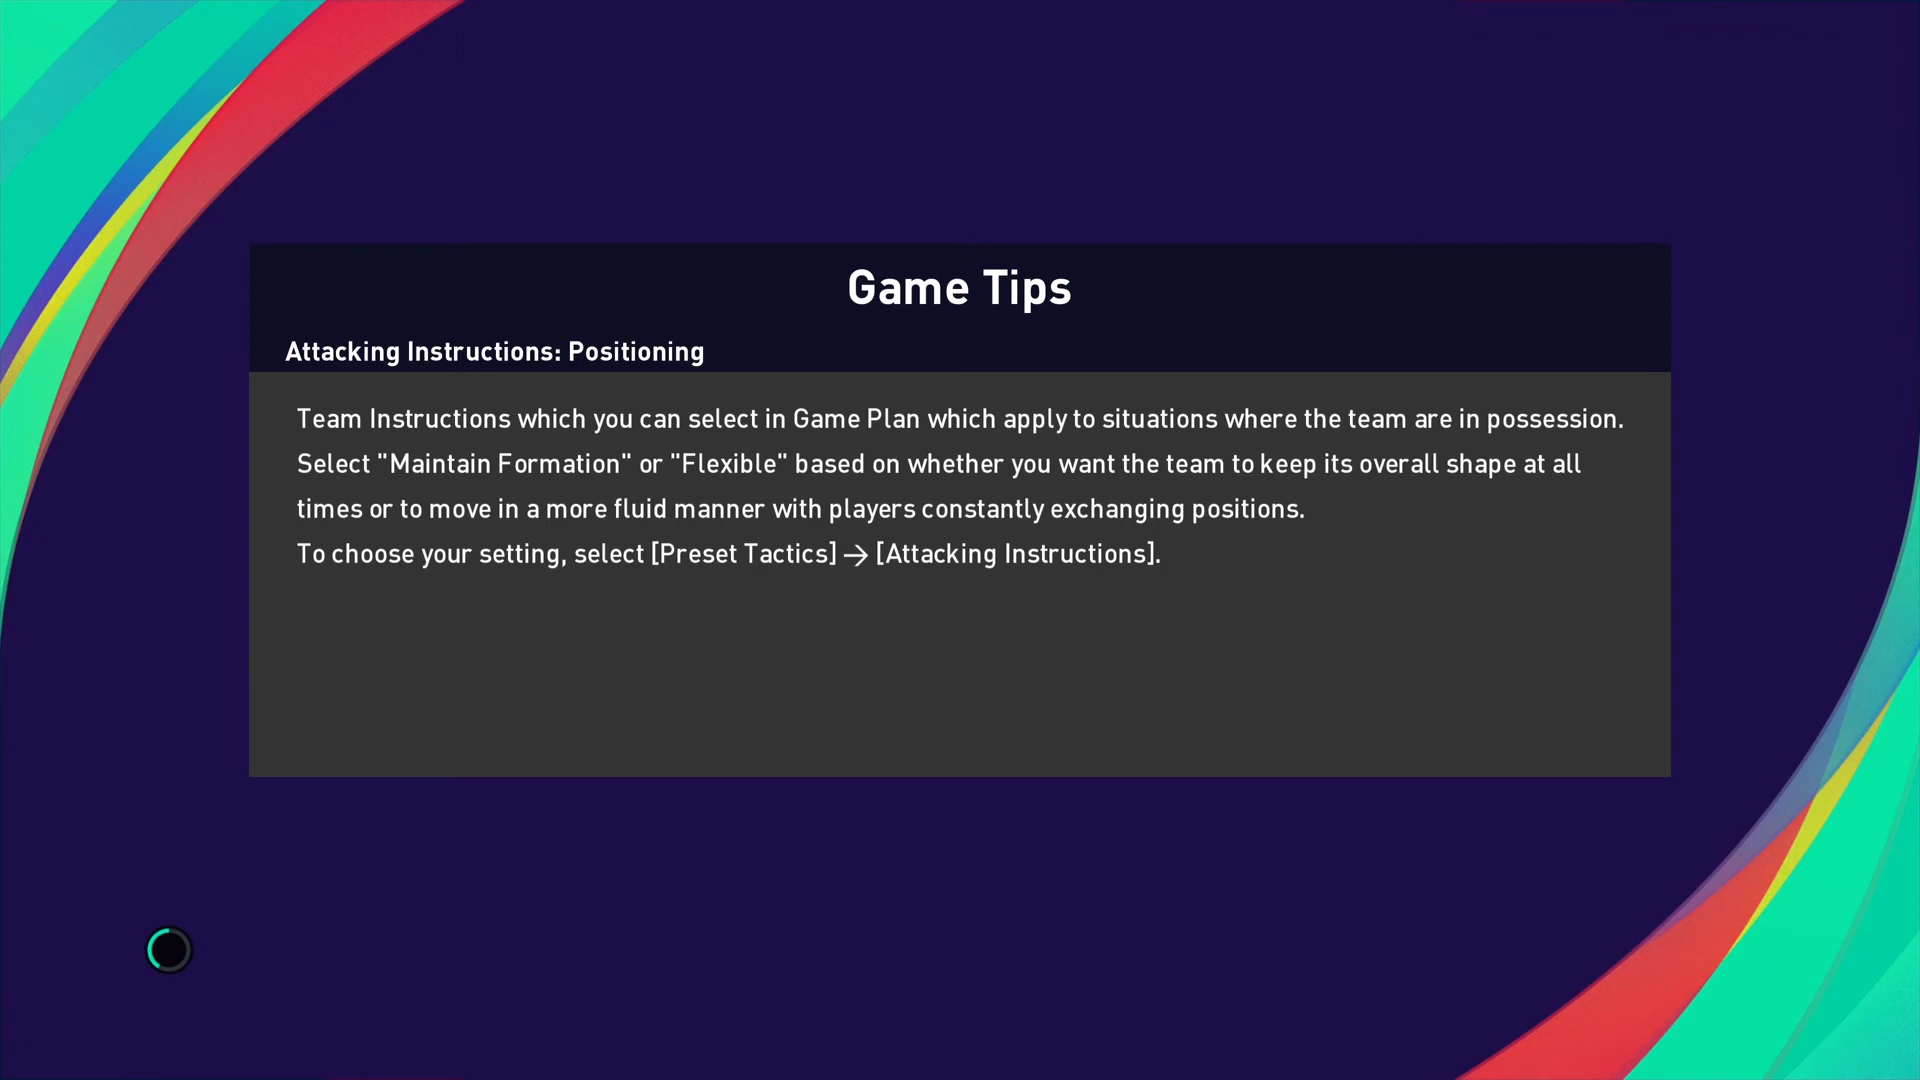 Game Tips
Attacking Instructions: Positioning
Team Instructions which you can select in Game Plan which apply to situations where the team are in possession.
Select "Maintain Formation" or "Flexible" based on whether you want the team to keep its overall shape at all
times or to move in a more fluid manner with players constantly exchanging positions.
To choose your setting, select [Preset Tactics] → [Attacking Instructions].